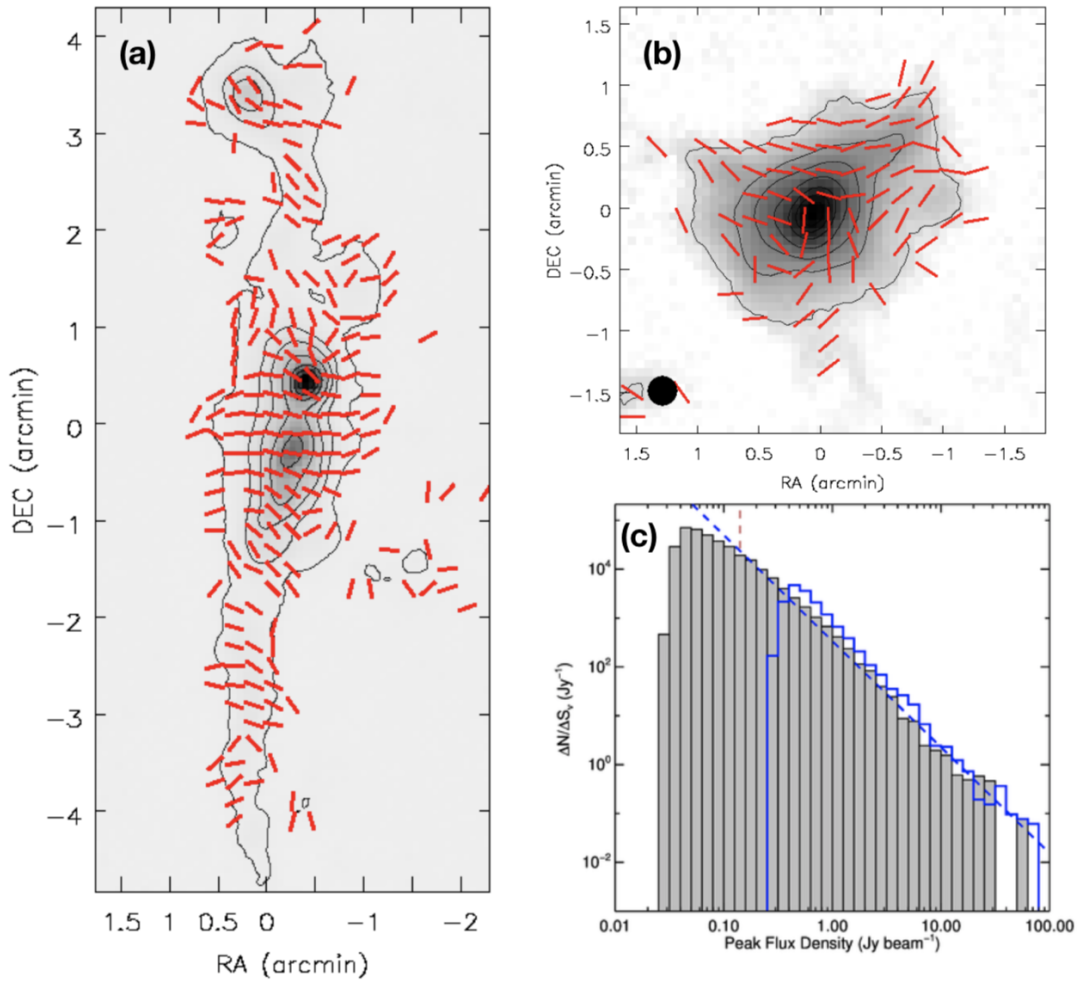 (a)
4
3
2
1
0
−1
−2
−3
−4
DEC (arcmin)
1.5 1 0.5 0 −1 −2
RA (arcmin)
(b)
1.5
1
0.5
0
−0.5
−1
−1.5
DEC (arcmin)
1.5 1 0.5 0 −0.5 −1 −1.5
RA (arcmin)
(c)
10⁴
10²
10⁰
10⁻²
ΔN/ΔSᵥ (Jy⁻¹)
0.01 0.10 1.00 10.00 100.00
Peak Flux Density (Jy beam⁻¹)